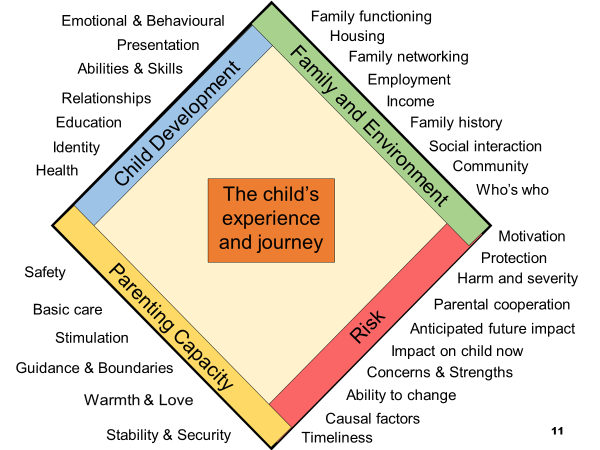 Emotional & Behavioural
Presentation
Abilities & Skills
Relationships
Education
Identity
Health
Child Development
Family functioning
Housing
Family networking
Employment
Income
Family history
Social interaction
Community
Who's who
Family and Environment
The child's
experience
and journey
Safety
Basic care
Stimulation
Guidance & Boundaries
Warmth & Love
Stability & Security
Parenting Capacity
Motivation
Protection
Harm and severity
Parental cooperation
Anticipated future impact
Impact on child now
Concerns & Strengths
Ability to change
Causal factors
Timeliness
Risk
11